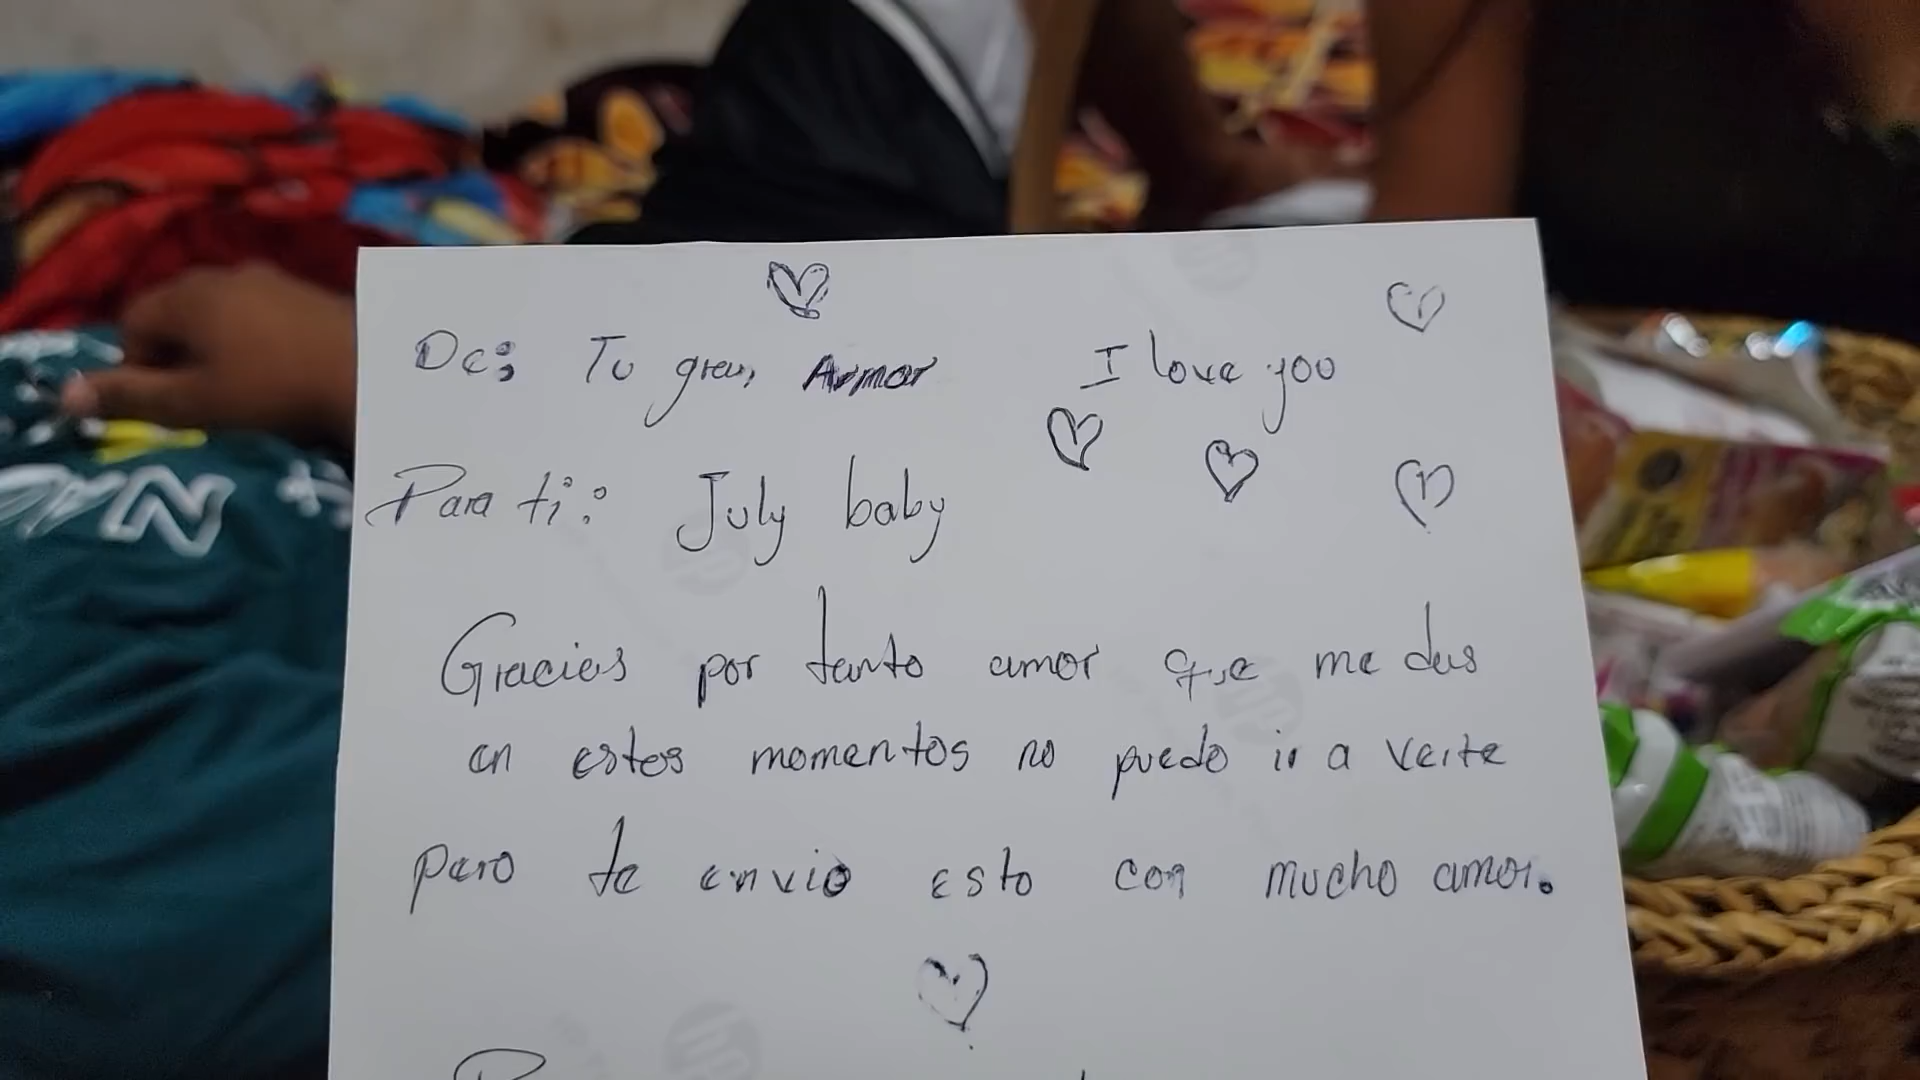 De: Tu gran Armor I love you
Para ti: July baby
Gracias por tanto amor que me das
en estos momentos no puedo ir a verte
pero te envio esto con mucho amor.